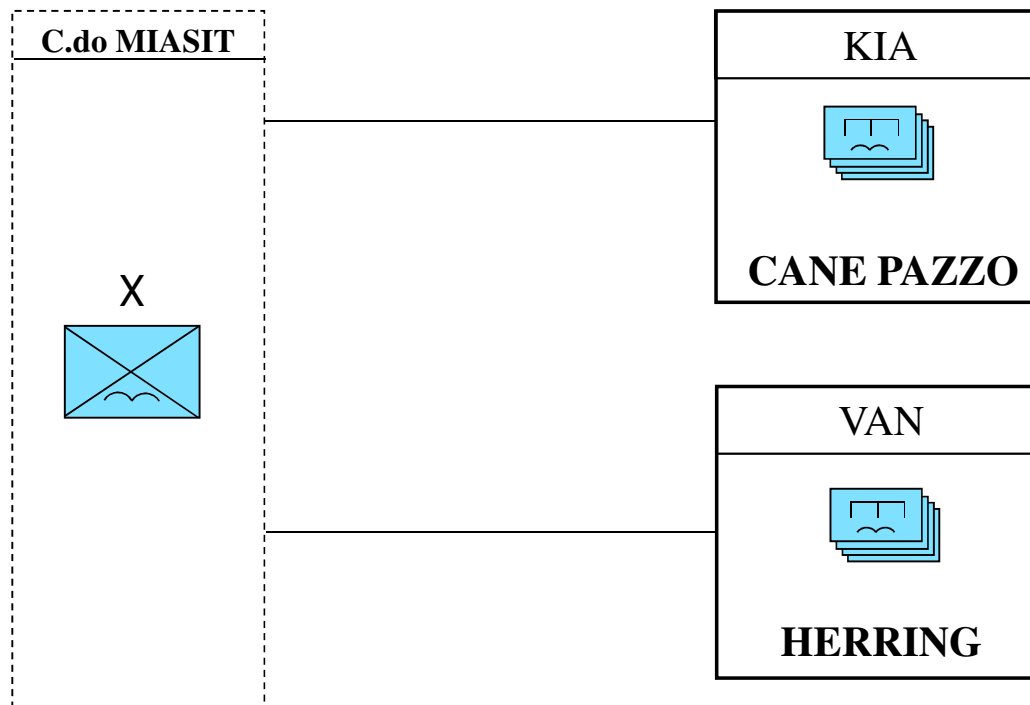 C.do MIASIT
X
KIA
CANE PAZZO
VAN
HERRING